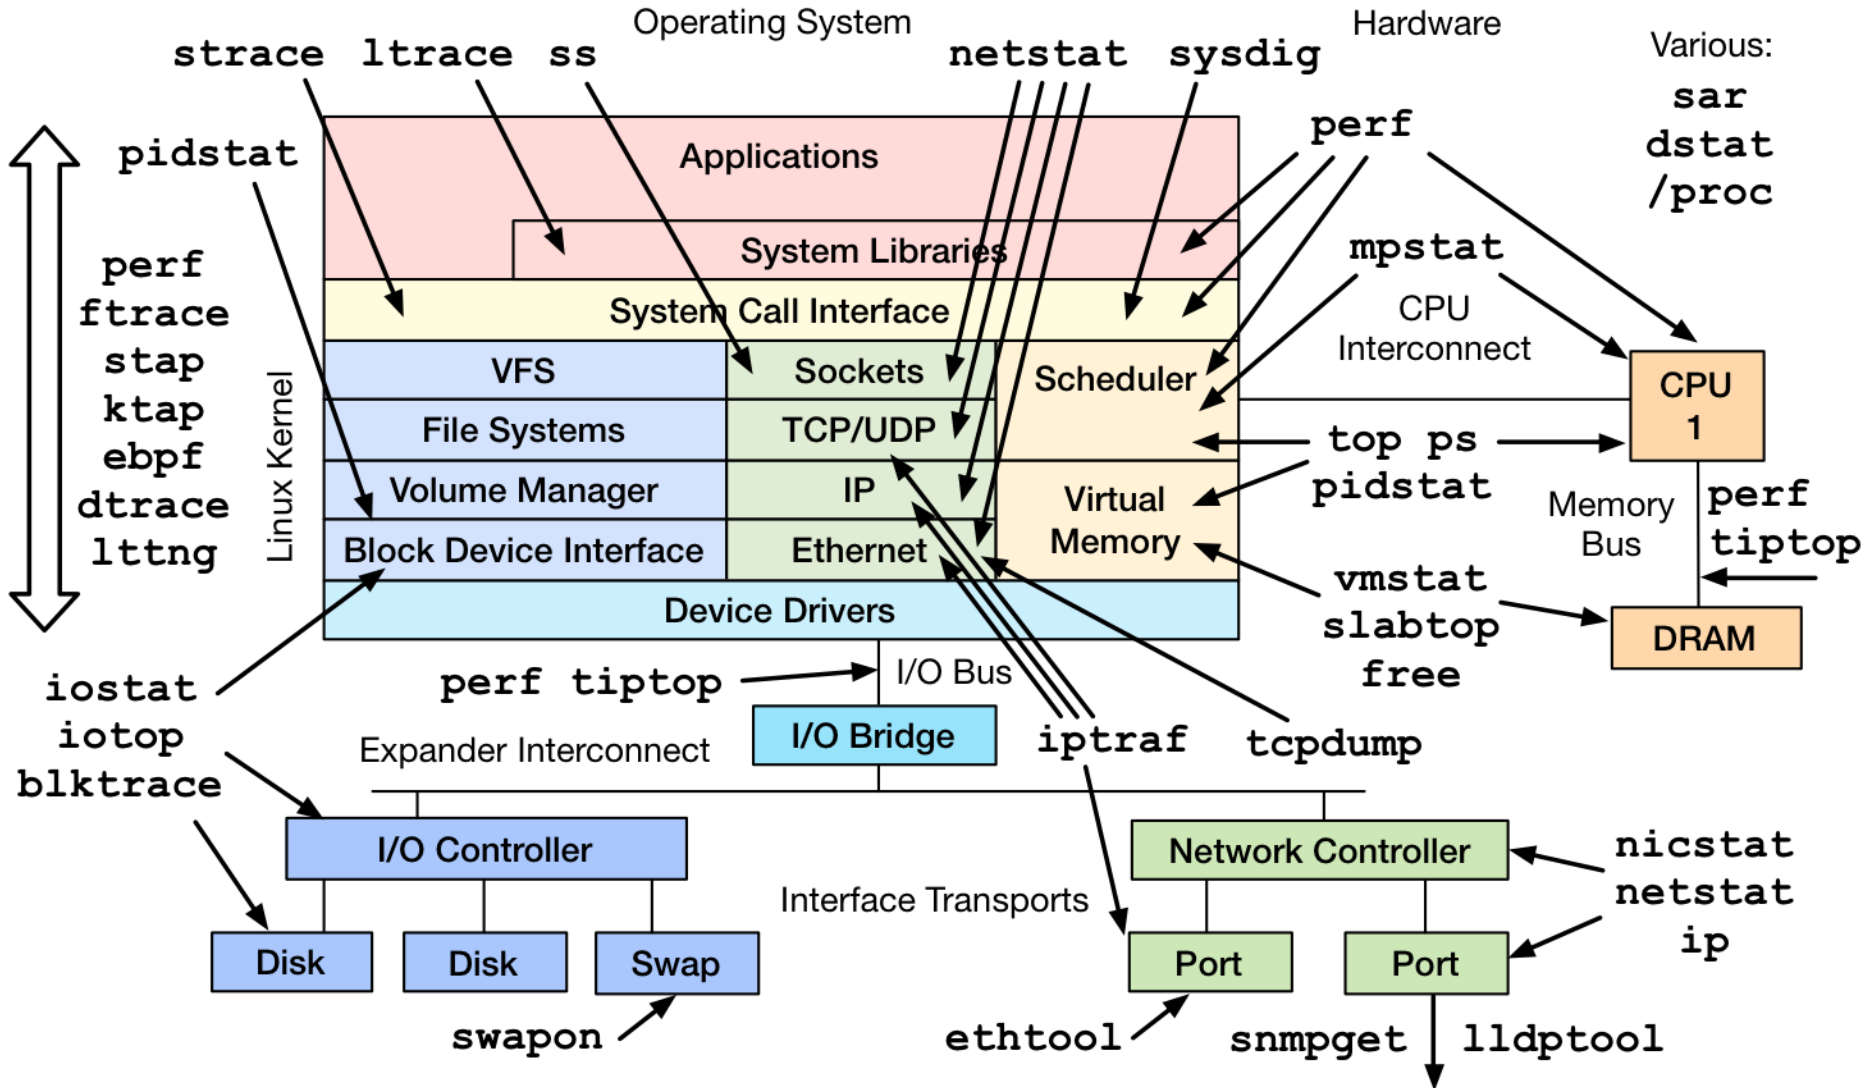 Operating System
Hardware
strace ltrace ss netstat sysdig
Various:
sar
dstat
/proc
perf
pidstat
Applications
System Libraries
mpstat
System Call Interface
CPU
Interconnect
perf
ftrace
stap
ktap
ebpf
dtrace
lttng
Linux Kernel
VFS
Sockets
Scheduler
File Systems
TCP/UDP
Volume Manager
IP
Virtual
Memory
Block Device Interface
Ethernet
Device Drivers
CPU
1
top ps
pidstat
Memory
Bus
perf
tiptop
vmstat
slabtop
free
DRAM
iostat
iotop
blktrace
perf tiptop
I/O Bus
I/O Bridge
Expander Interconnect
iptraf
tcpdump
I/O Controller
Network Controller
nicstat
netstat
ip
Interface Transports
Disk
Disk
Swap
Port
Port
swapon
ethtool
snmpget
lldptool